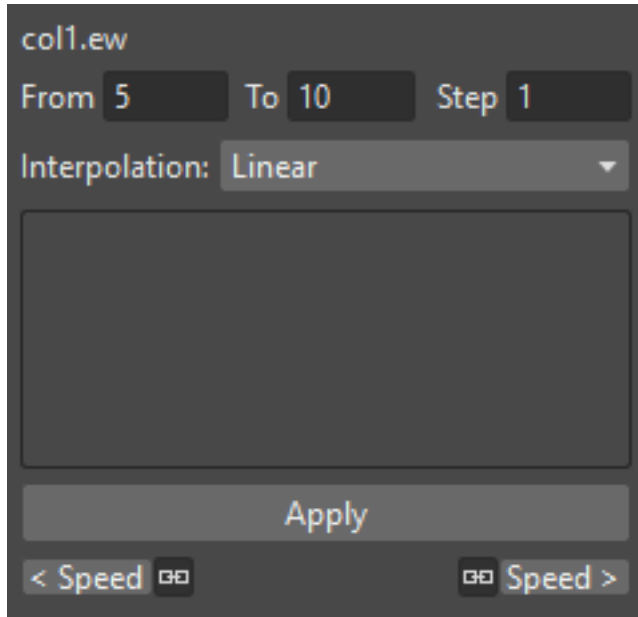 col1.ew
From 5 To 10 Step 1
Interpolation: Linear
Apply
< Speed Speed >